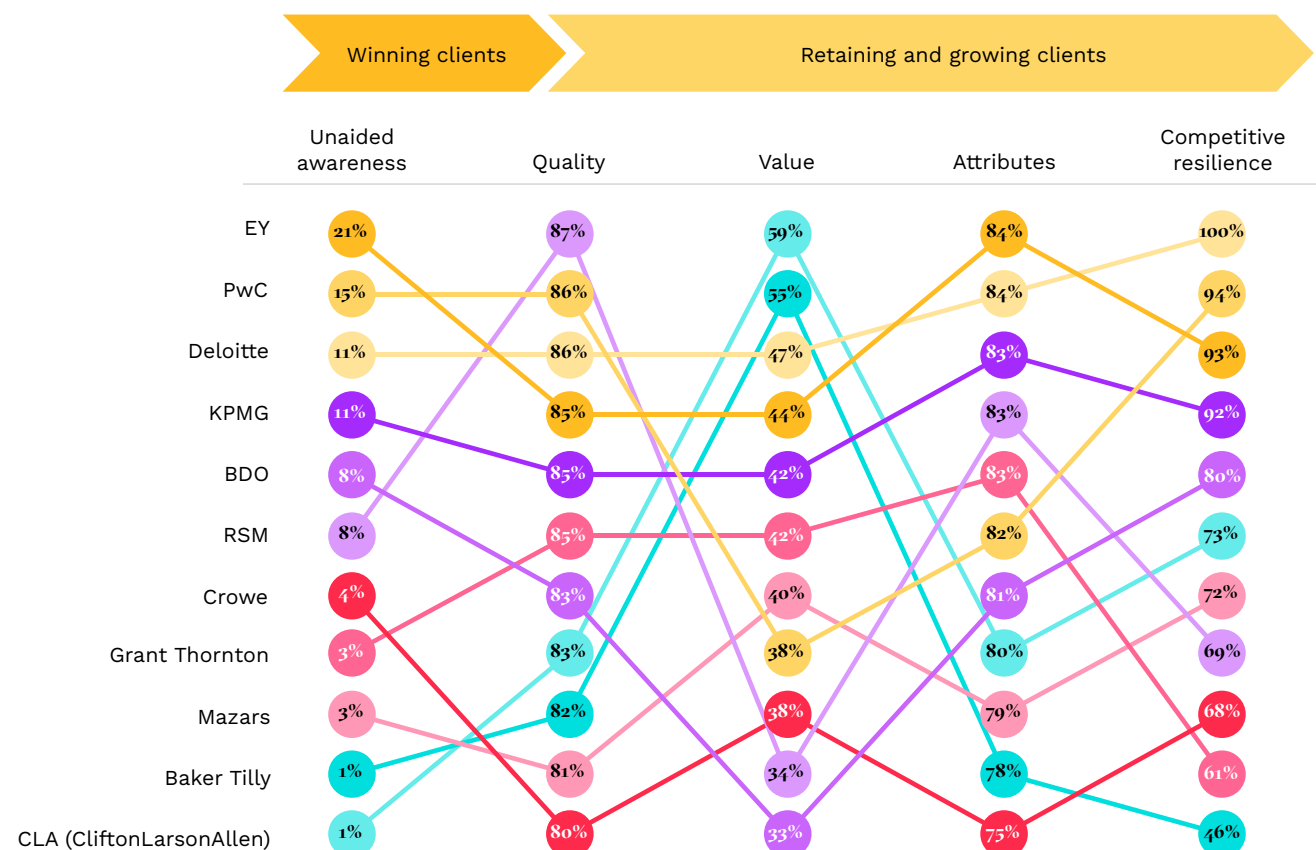 Winning clients
Retaining and growing clients
Unaided
awareness
Quality
Value
Attributes
Competitive
resilience
EY 21% 87% 59% 84% 100%
PwC 15% 86% 55% 84% 94%
Deloitte 11% 86% 47% 83% 93%
KPMG 11% 85% 44% 83% 92%
BDO 8% 85% 42% 83% 80%
RSM 8% 85% 42% 82% 73%
Crowe 4% 83% 40% 81% 72%
Grant Thornton 3% 83% 38% 80% 69%
Mazars 3% 82% 38% 79% 68%
Baker Tilly 1% 81% 34% 78% 61%
CLA (CliftonLarsonAllen) 1% 80% 33% 75% 46%